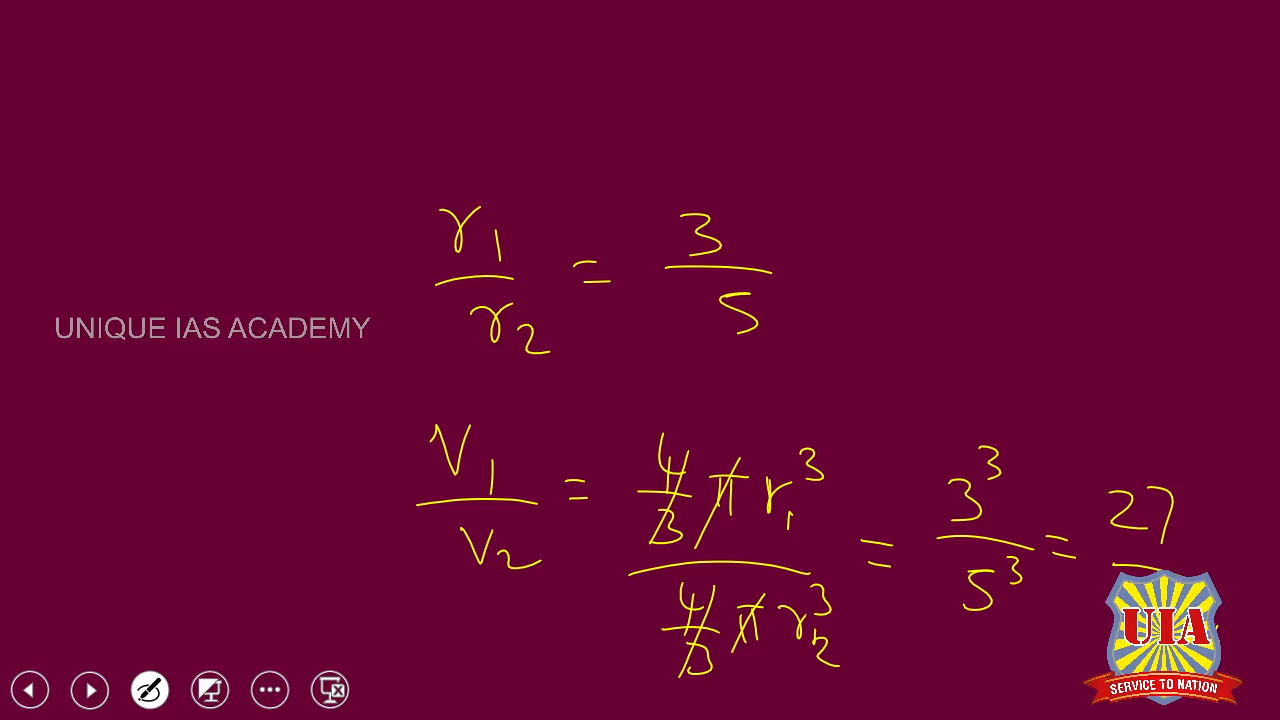 r₁/r₂ = 3/5
UNIQUE IAS ACADEMY
V₁/V₂ = (4/3 π r₁³)/(4/3 π r₂³) = 3³/5³ = 27
UIA
SERVICE TO NATION